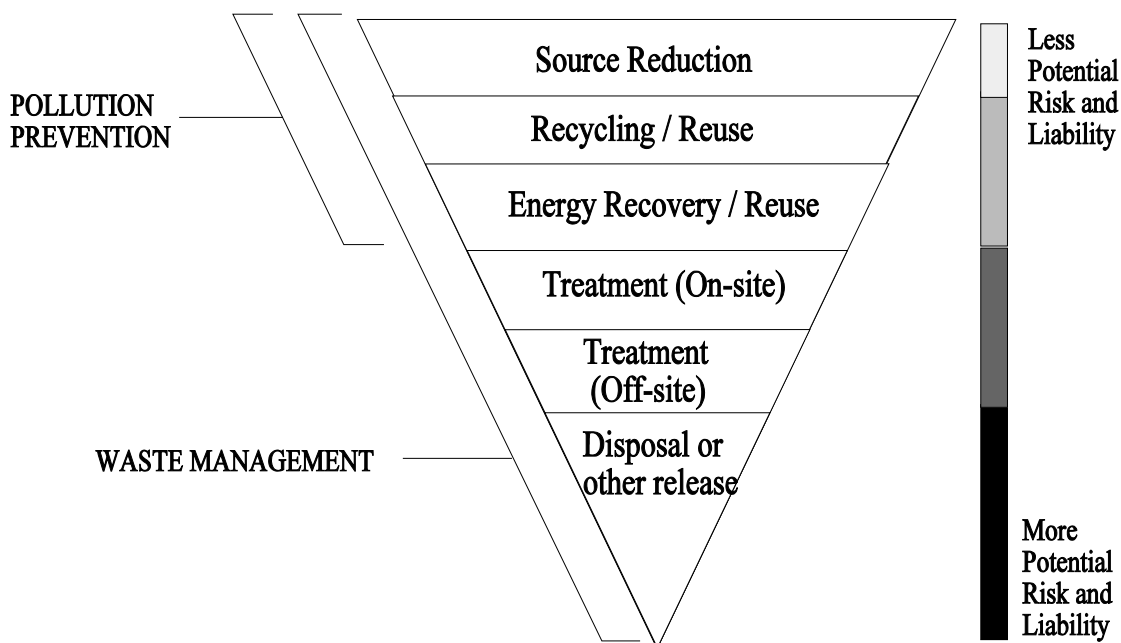 Source Reduction
Recycling / Reuse
Energy Recovery / Reuse
Treatment (On-site)
Treatment
(Off-site)
Disposal or
other release
POLLUTION
PREVENTION
WASTE MANAGEMENT
Less
Potential
Risk and
Liability
More
Potential
Risk and
Liability